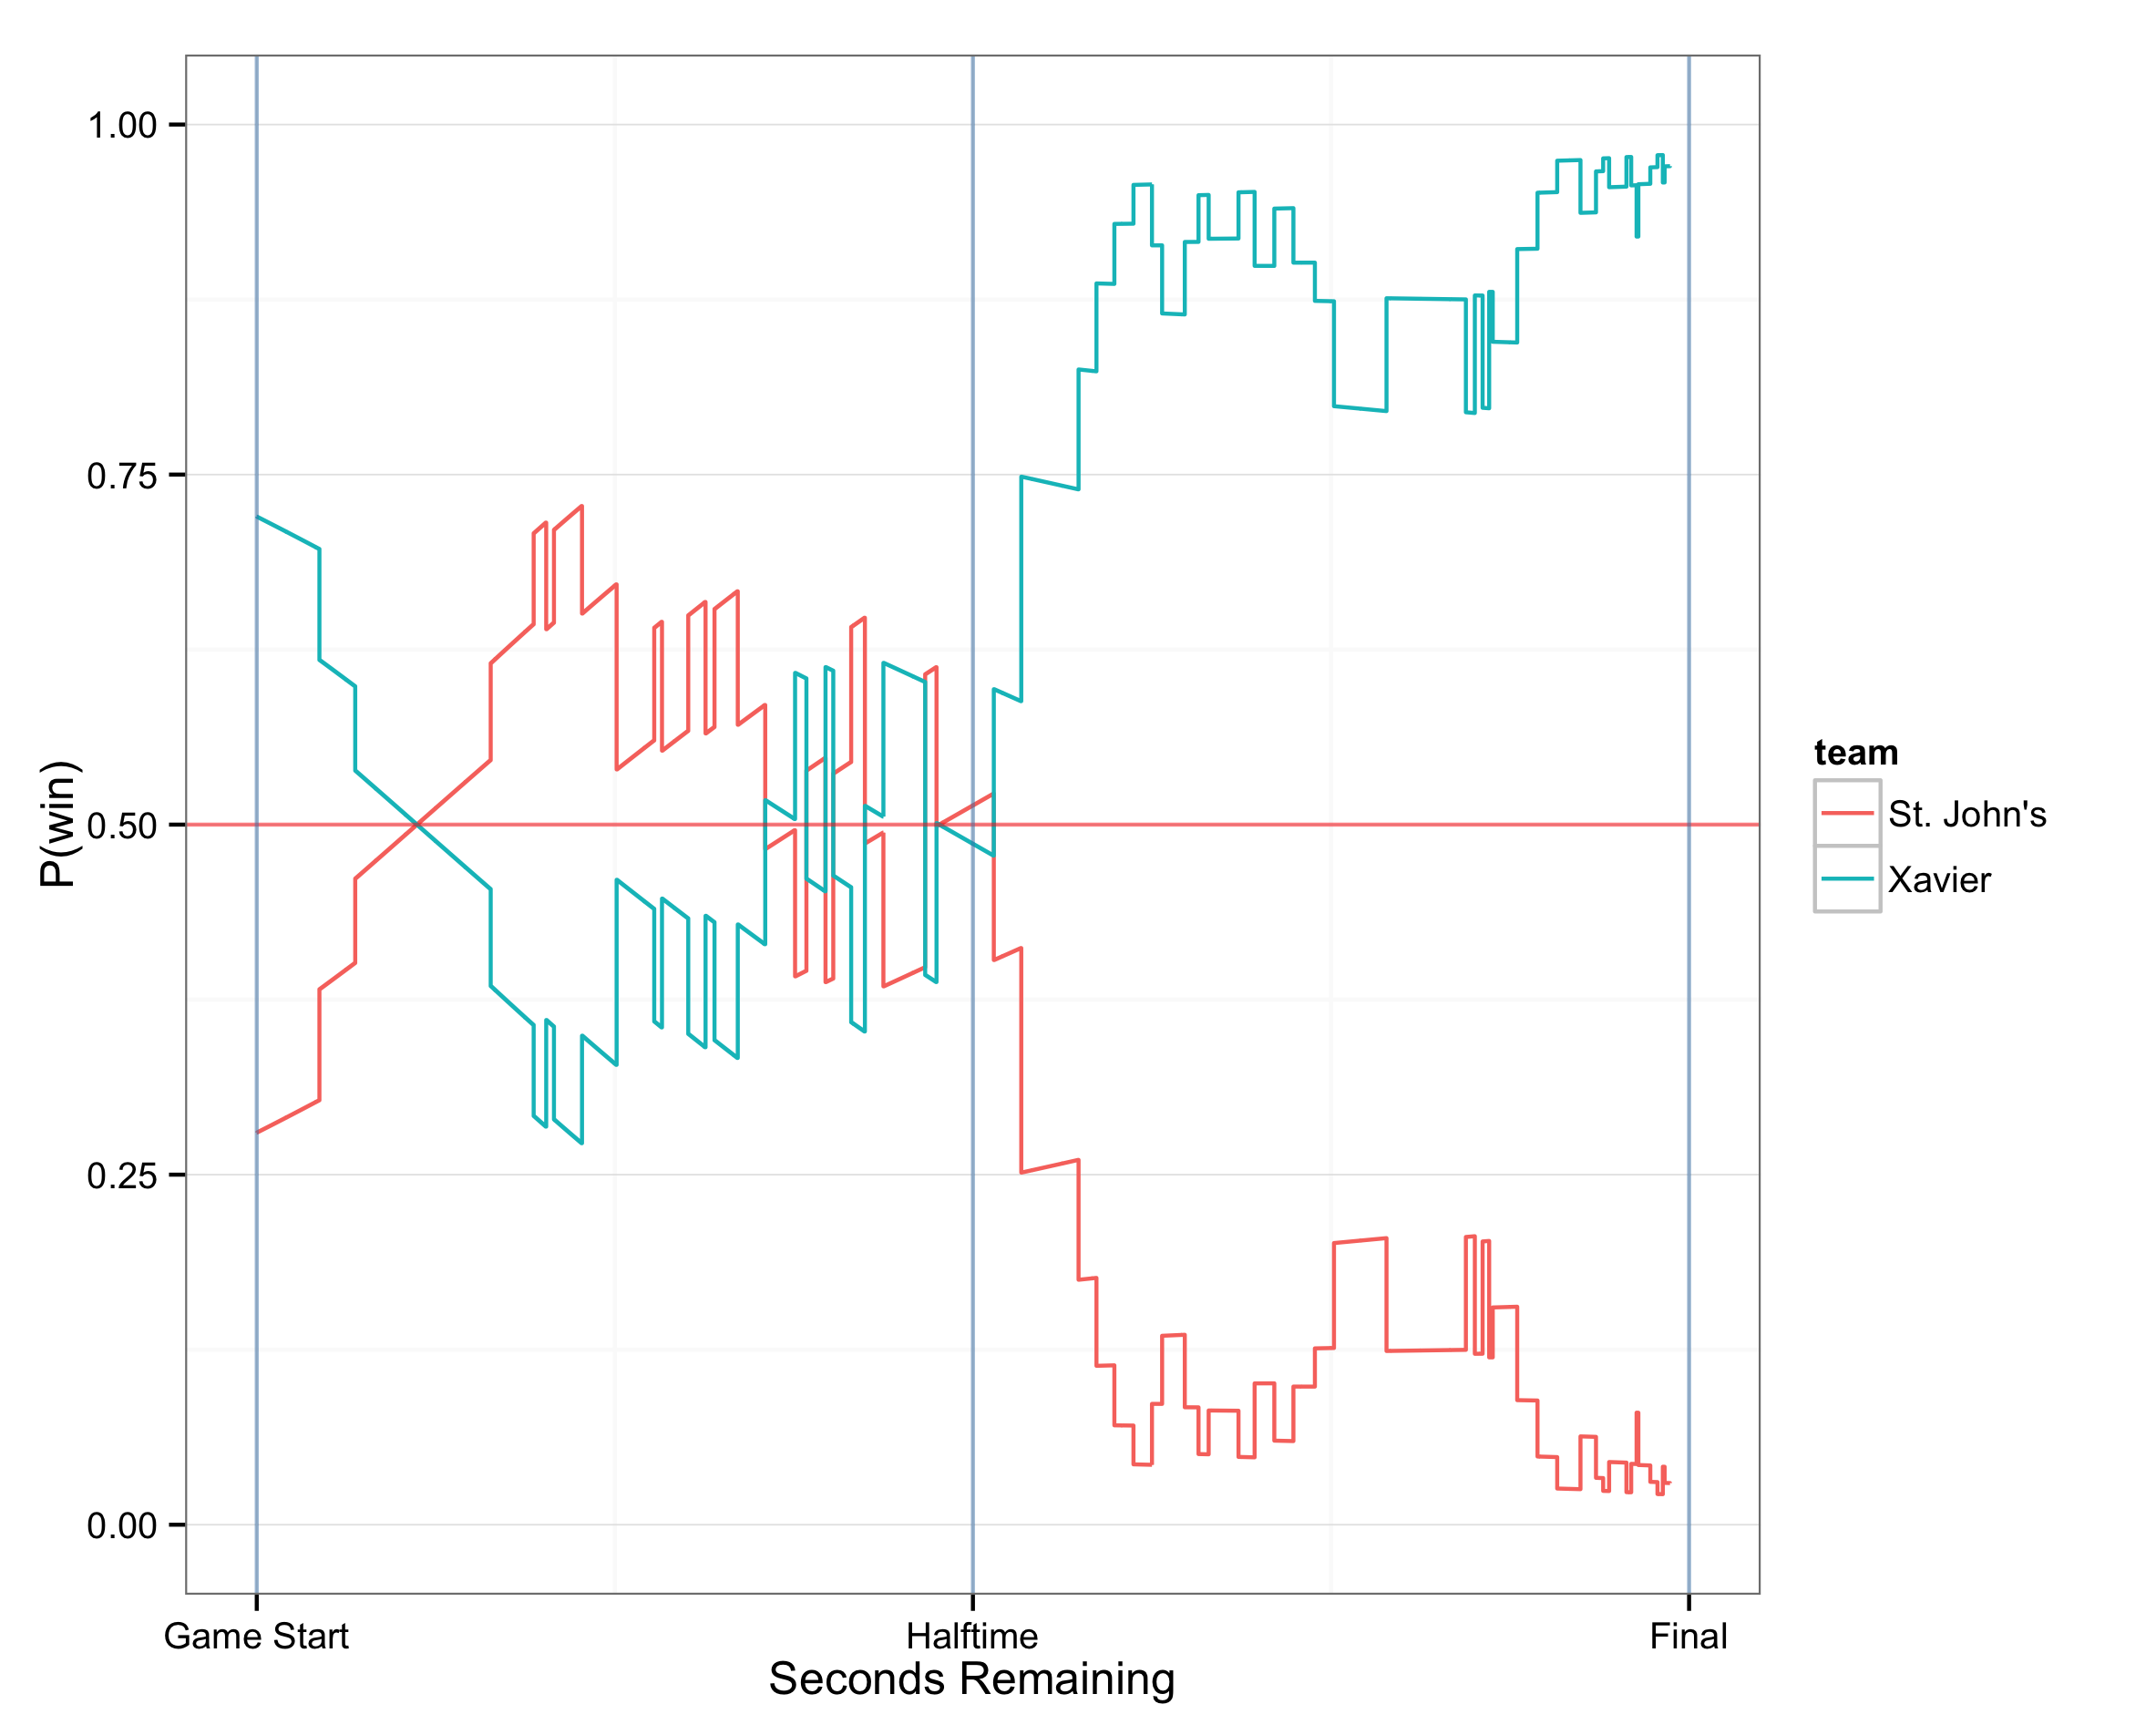 1.00
0.75
0.50
0.25
0.00
P(win)
Game Start
Halftime
Final
Seconds Remaining
team
St. John's
Xavier